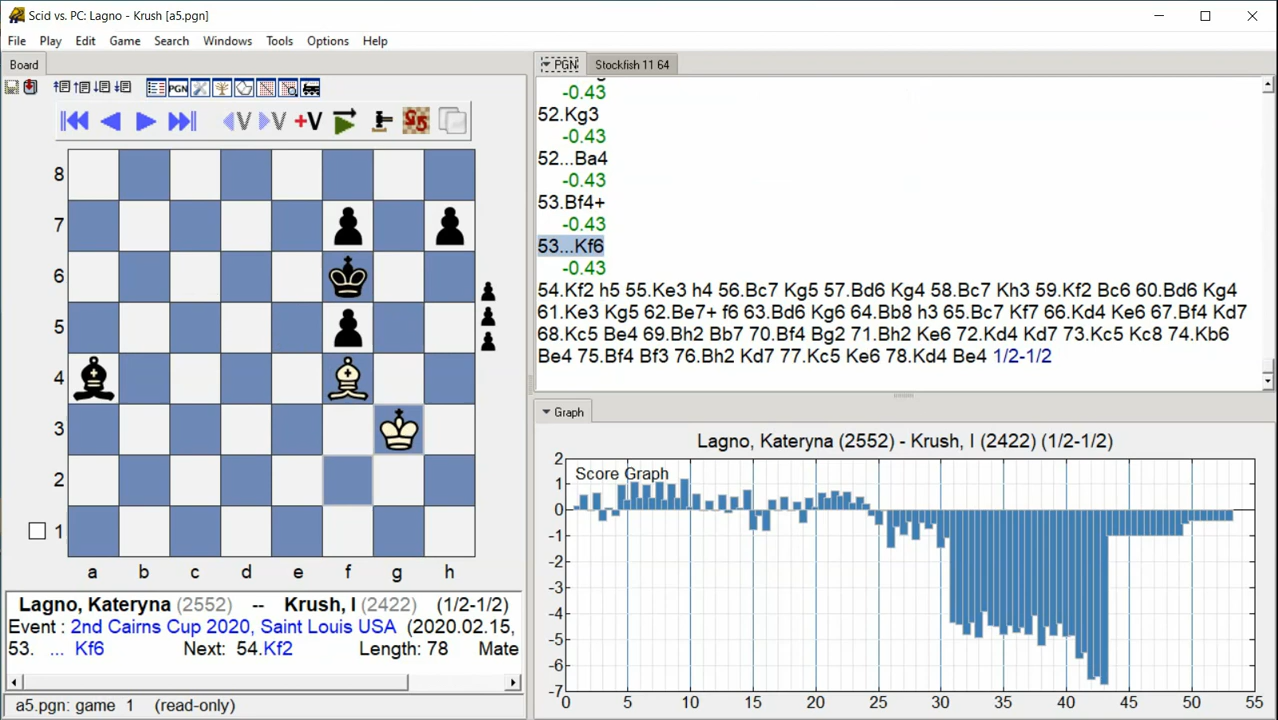 Scid vs. PC: Lagno - Krush [a5.pgn]
File Play Edit Game Search Windows Tools Options Help
Board
PGN
8
7
6
5
4
3
2
1
a b c d e f g h
Lagno, Kateryna (2552) -- Krush, I (2422) (1/2-1/2)
Event : 2nd Cairns Cup 2020, Saint Louis USA (2020.02.15,
53. ... Kf6 Next: 54.Kf2 Length: 78 Mate
a5.pgn: game 1 (read-only)
PGN Stockfish 11 64
-0.43
52.Kg3
-0.43
52...Ba4
-0.43
53.Bf4+
-0.43
53...Kf6
-0.43
54.Kf2 h5 55.Ke3 h4 56.Bc7 Kg5 57.Bd6 Kg4 58.Bc7 Kh3 59.Kf2 Bc6 60.Bd6 Kg4
61.Ke3 Kg5 62.Be7+ f6 63.Bd6 Kg6 64.Bb8 h3 65.Bc7 Kf7 66.Kd4 Ke6 67.Bf4 Kd7
68.Kc5 Be4 69.Bh2 Bb7 70.Bf4 Bg2 71.Bh2 Ke6 72.Kd4 Kd7 73.Kc5 Kc8 74.Kb6
Be4 75.Bf4 Bf3 76.Bh2 Kd7 77.Kc5 Ke6 78.Kd4 Be4 1/2-1/2
Graph
Lagno, Kateryna (2552) - Krush, I (2422) (1/2-1/2)
Score Graph
2
1
0
-1
-2
-3
-4
-5
-6
-7
0 5 10 15 20 25 30 35 40 45 50 55